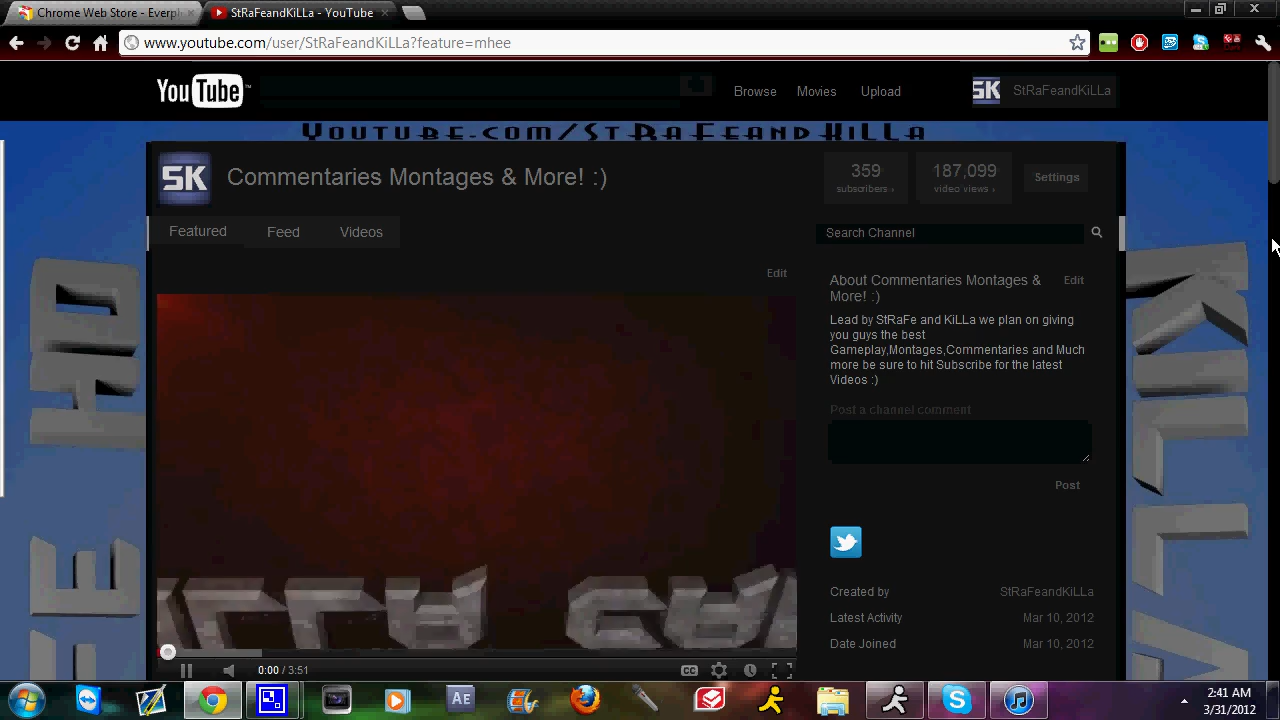 Chrome Web Store - Everpl
StRaFeandKiLLa - YouTube
www.youtube.com/user/StRaFeandKiLLa?feature=mhee
YouTube
Browse
Movies
Upload
SK
StRaFeandKiLLa
Youtube.com/StRaFeandKiLLa
SK
Commentaries Montages & More! :)
359
subscribers
187,099
video views
Settings
Featured
Feed
Videos
Search Channel
Edit
About Commentaries Montages &
More! :)
Edit
Lead by StRaFe and KiLLa we plan on giving
you guys the best
Gameplay,Montages,Commentaries and Much
more be sure to hit Subscribe for the latest
Videos :)
Post a channel comment
Post
Created by
StRaFeandKiLLa
Latest Activity
Mar 10, 2012
Date Joined
Mar 10, 2012
HD
0:00 / 3:51
CC
AE
2:41 AM
3/31/2012